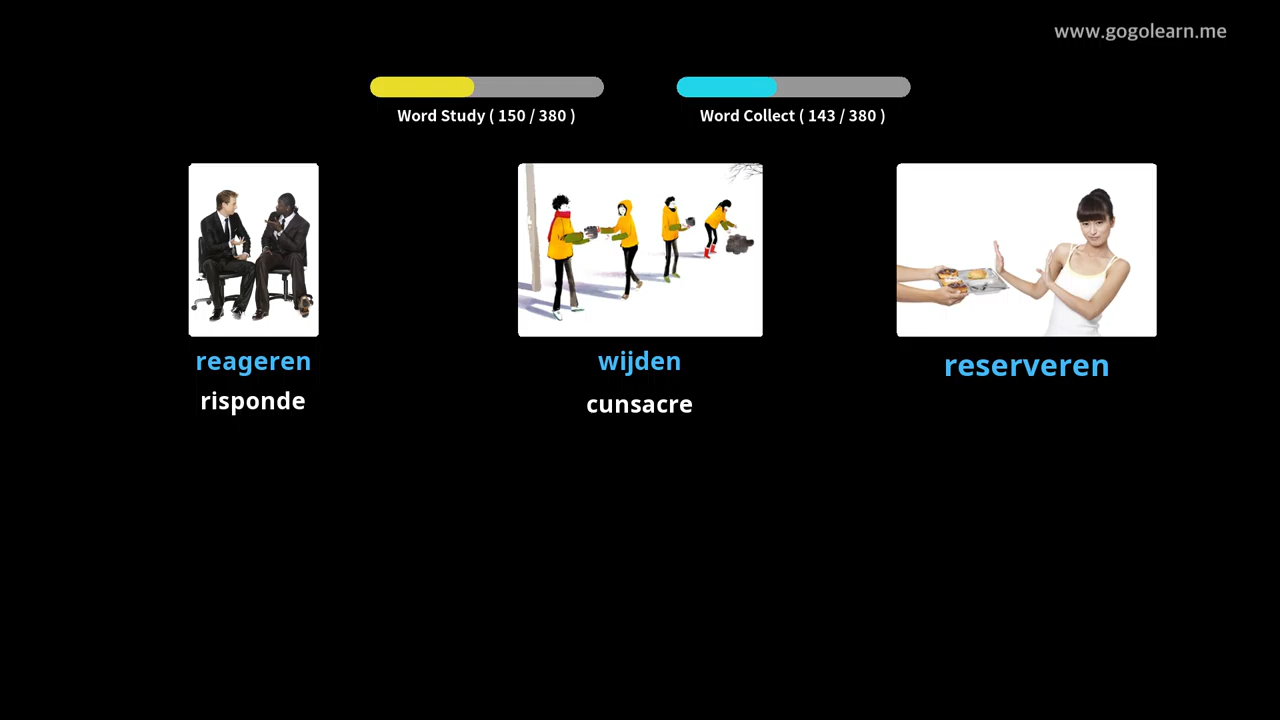 www.gogolearn.me
Word Study ( 150 / 380 )
Word Collect ( 143 / 380 )
reageren
risponde
wijden
cunsacre
reserveren